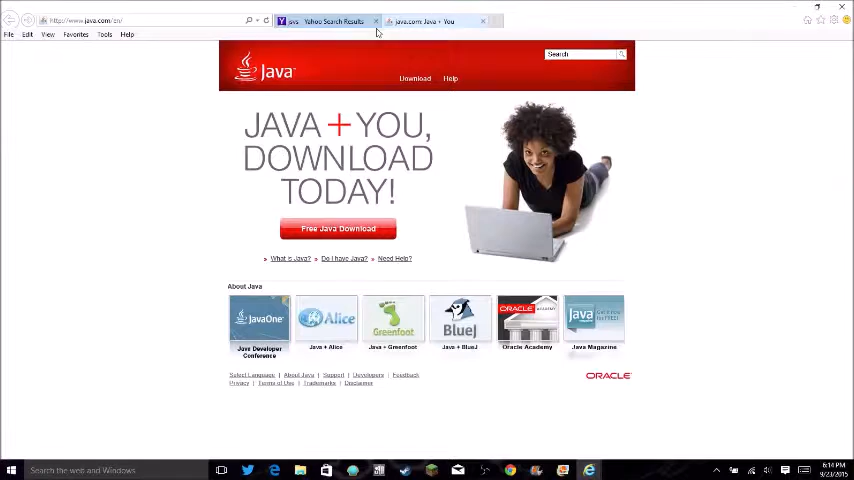 http://www.java.com/en/
jsvs - Yahoo Search Results
java.com: Java + You
File Edit View Favorites Tools Help
Java
Search
Download Help
JAVA + YOU,
DOWNLOAD
TODAY!
Free Java Download
» What is Java? » Do I have Java? » Need Help?
About Java
JavaOne
Alice
Greenfoot
BlueJ
ORACLE ACADEMY
Java
Java Developer
Conference
Java + Alice
Java + Greenfoot
Java + BlueJ
Oracle Academy
Java Magazine
Select Language | About Java | Support | Developers | Feedback
Privacy | Terms of Use | Trademarks | Disclaimer
ORACLE
Search the web and Windows
6:14 PM
9/23/2015